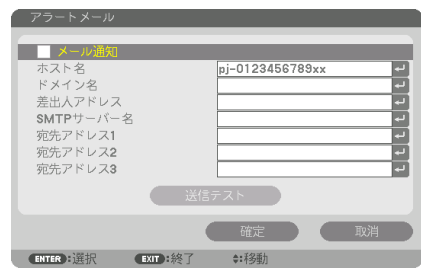 アラートメール
メール通知
ホスト名 pj-0123456789xx
ドメイン名
差出人アドレス
SMTPサーバー名
宛先アドレス1
宛先アドレス2
宛先アドレス3
送信テスト
確定 取消
ENTER:選択 EXIT:終了 :移動